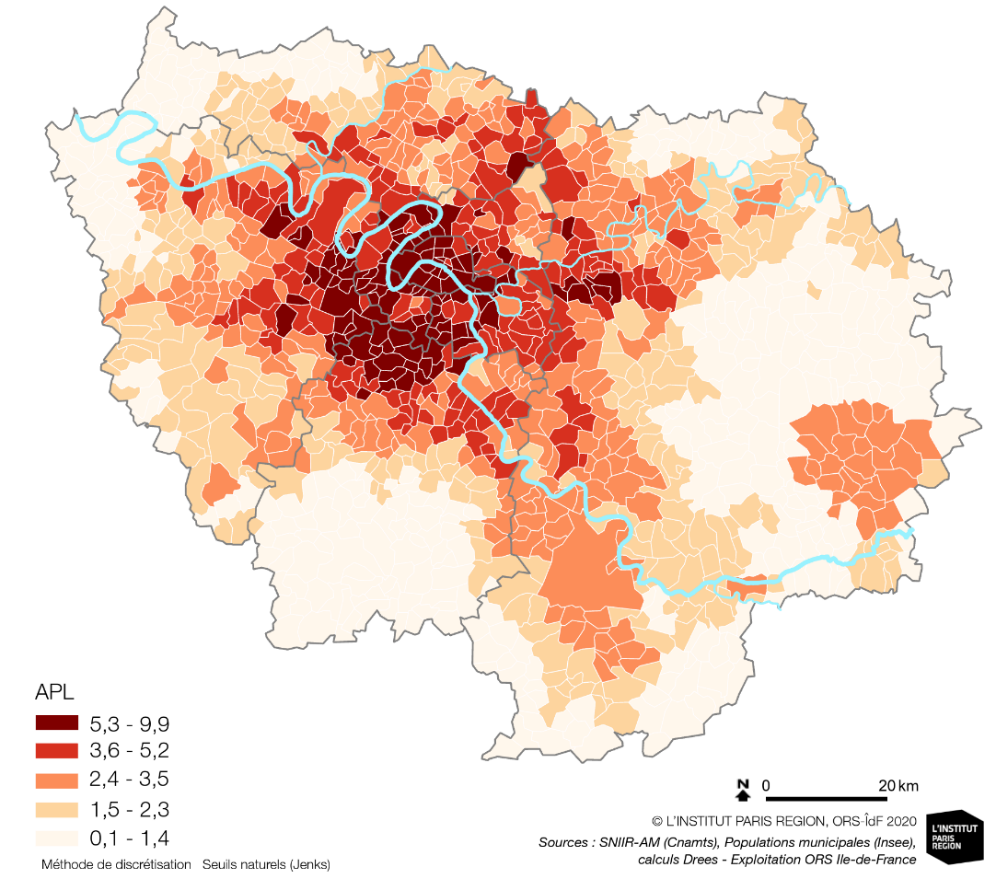 APL
5,3 - 9,9
3,6 - 5,2
2,4 - 3,5
1,5 - 2,3
0,1 - 1,4
Méthode de discrétisation Seuils naturels (Jenks)
N 0 20 km
© L'INSTITUT PARIS REGION, ORS-ÎdF 2020
Sources : SNIIR-AM (Cnamts), Populations municipales (Insee),
calculs Drees - Exploitation ORS Ile-de-France
L'INSTITUT
PARIS
REGION